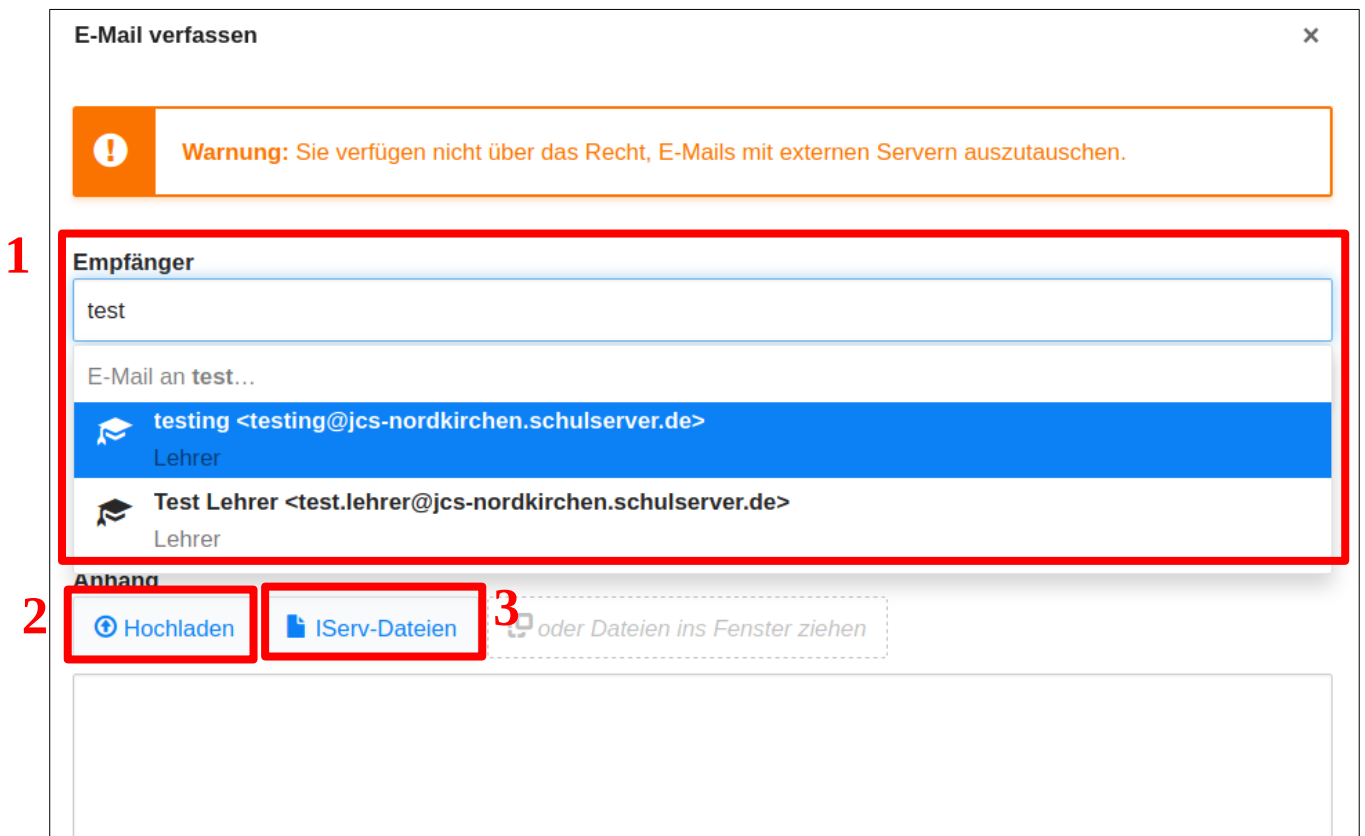 E-Mail verfassen ×
Warnung: Sie verfügen nicht über das Recht, E-Mails mit externen Servern auszutauschen.
1
Empfänger
test
E-Mail an test…
testing <testing@jcs-nordkirchen.schulserver.de>
Lehrer
Test Lehrer <test.lehrer@jcs-nordkirchen.schulserver.de>
Lehrer
Anhang
2 Hochladen IServ-Dateien 3 oder Dateien ins Fenster ziehen